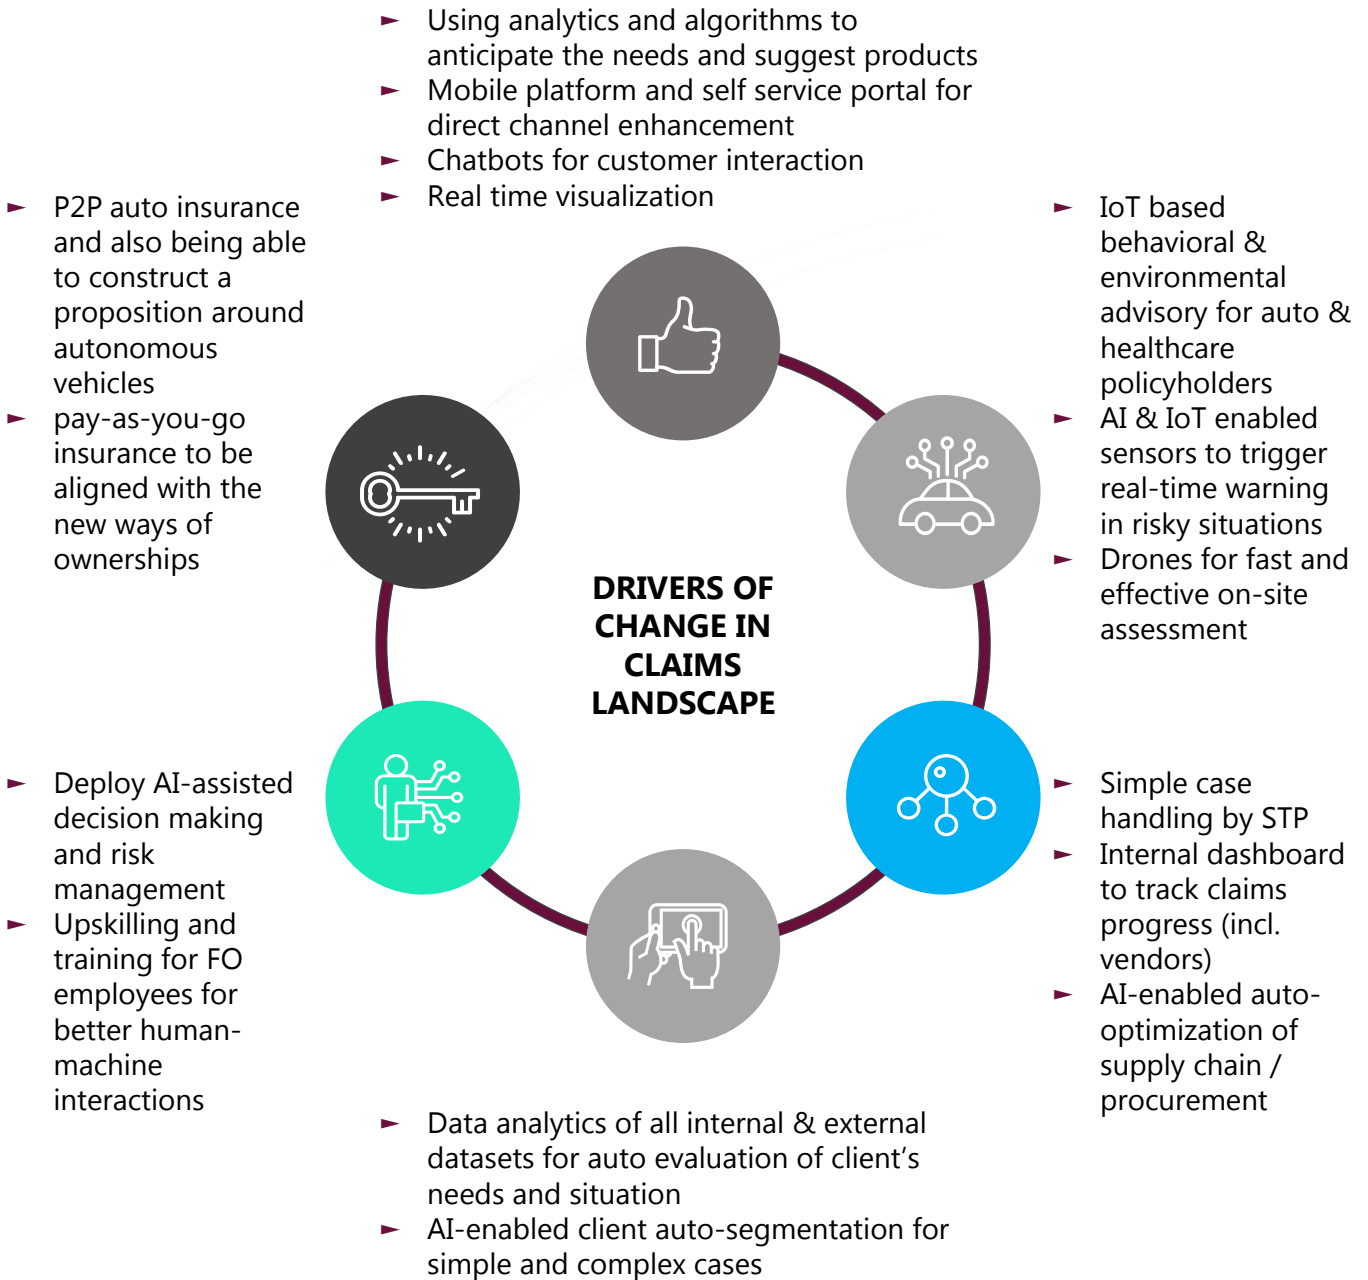 ► Using analytics and algorithms to
anticipate the needs and suggest products
► Mobile platform and self service portal for
direct channel enhancement
► Chatbots for customer interaction
► Real time visualization
► P2P auto insurance
and also being able
to construct a
proposition around
autonomous
vehicles
► pay-as-you-go
insurance to be
aligned with the
new ways of
ownerships
► IoT based
behavioral &
environmental
advisory for auto &
healthcare
policyholders
► AI & IoT enabled
sensors to trigger
real-time warning
in risky situations
► Drones for fast and
effective on-site
assessment
DRIVERS OF
CHANGE IN
CLAIMS
LANDSCAPE
► Deploy AI-assisted
decision making
and risk
management
► Upskilling and
training for FO
employees for
better human-
machine
interactions
► Simple case
handling by STP
► Internal dashboard
to track claims
progress (incl.
vendors)
► AI-enabled auto-
optimization of
supply chain /
procurement
► Data analytics of all internal & external
datasets for auto evaluation of client’s
needs and situation
► AI-enabled client auto-segmentation for
simple and complex cases